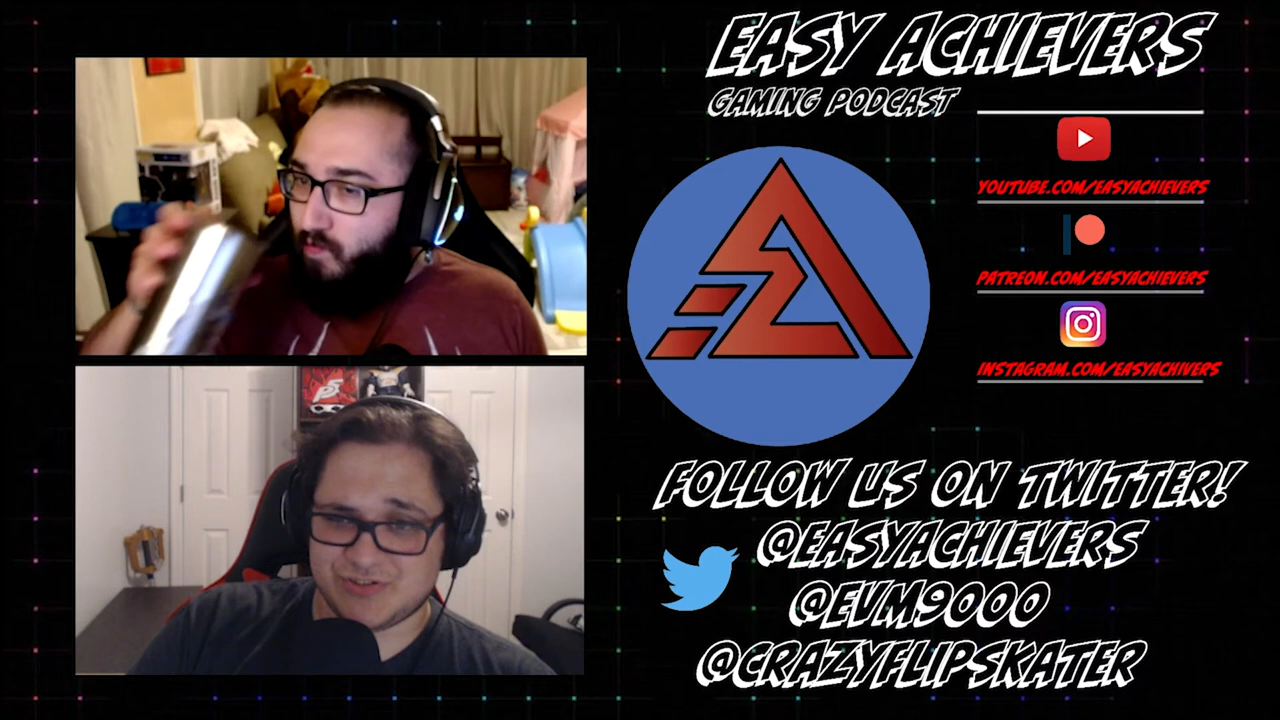 EASY ACHIEVERS
GAMING PODCAST
YOUTUBE.COM/EASYACHIEVERS
PATREON.COM/EASYACHIEVERS
INSTAGRAM.COM/EASYACHIVERS
FOLLOW US ON TWITTER!
@EASYACHIEVERS
@EVM9000
@CRAZYFLIPSKATER